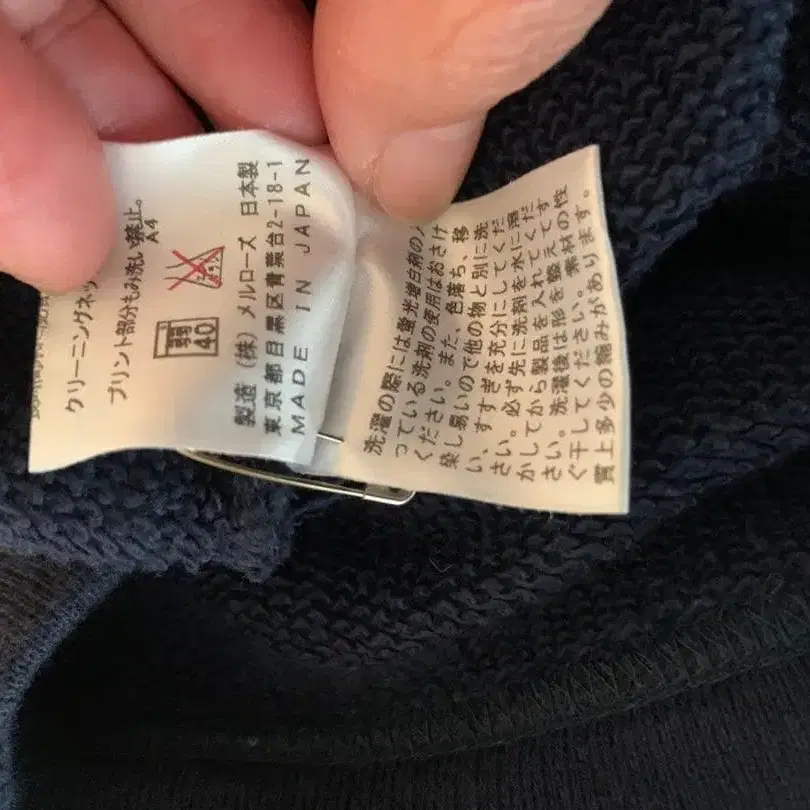 クリーニングネッ
プリント部分もみ洗い禁止。
A4
弱
40
製造 (株) メルローズ 日本製
東京都目黒区青葉台2-18-1
MADE IN JAPAN
洗濯の際には蛍光増白剤の入
っている洗剤の使用はおさけ
ください。また、色落ち、移
染し易いので他の物と別に洗
い、すすぎを充分にしてくだ
さい。必ず先に洗剤を水に溶
かしてから製品を入れてくだ
さい。洗濯後は形を整えてす
ぐ干してください。素材の性
質上多少の縮みがあります。